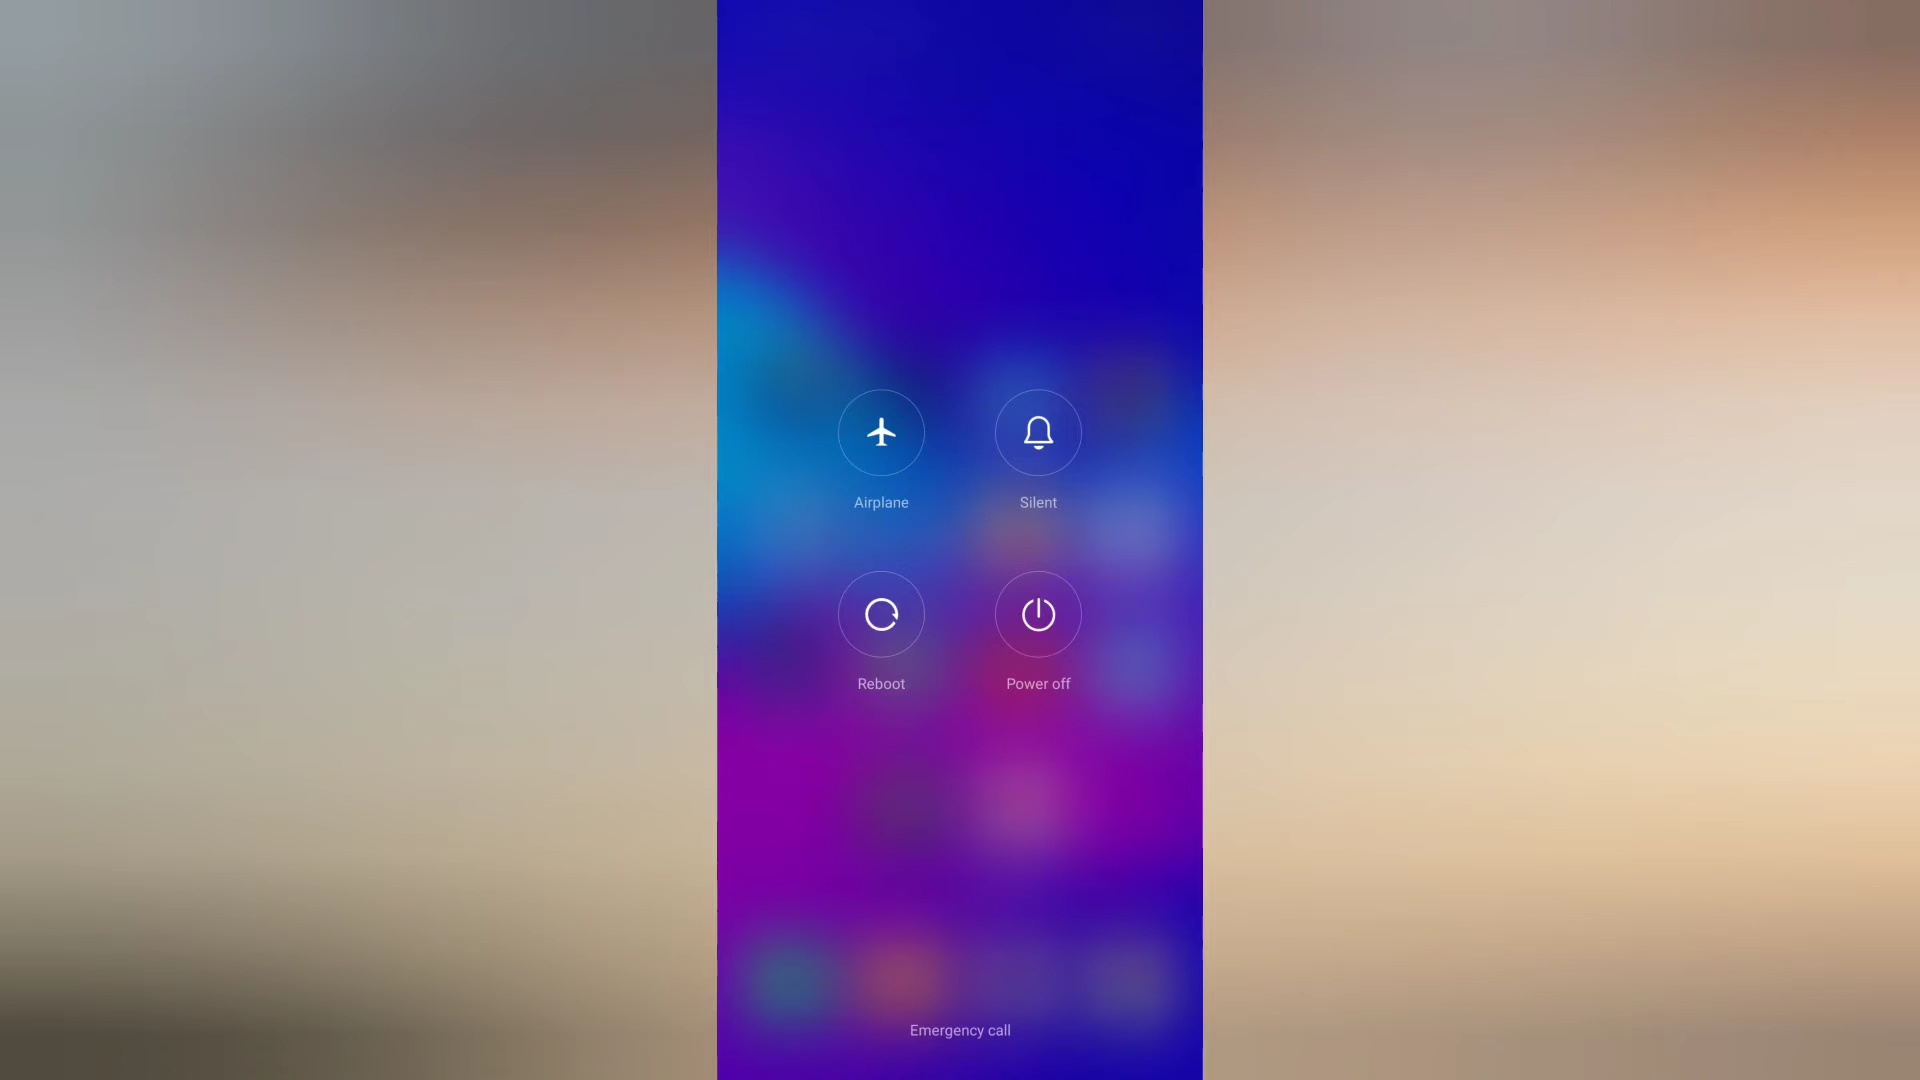 Airplane
Silent
Reboot
Power off
Emergency call